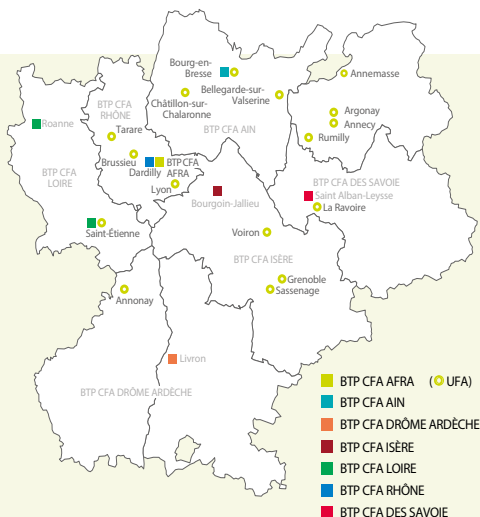 Bourg-en-
Bresse
Bellegarde-sur-
Valserine
Annemasse
Châtillon-sur-
Chalaronne
BTP CFA AIN
BTP CFA
RHÔNE
Argonay
Annecy
Rumilly
Roanne
Tarare
Brussieu
Dardilly
BTP CFA
AFRA
Lyon
BTP CFA
LOIRE
BTP CFA DES SAVOIE
Saint Alban-Leysse
La Ravoire
Bourgoin-Jallieu
Saint-Étienne
Voiron
BTP CFA ISÈRE
Grenoble
Sassenage
Annonay
Livron
BTP CFA DRÔME ARDÈCHE
BTP CFA AFRA ( UFA)
BTP CFA AIN
BTP CFA DRÔME ARDÈCHE
BTP CFA ISÈRE
BTP CFA LOIRE
BTP CFA RHÔNE
BTP CFA DES SAVOIE